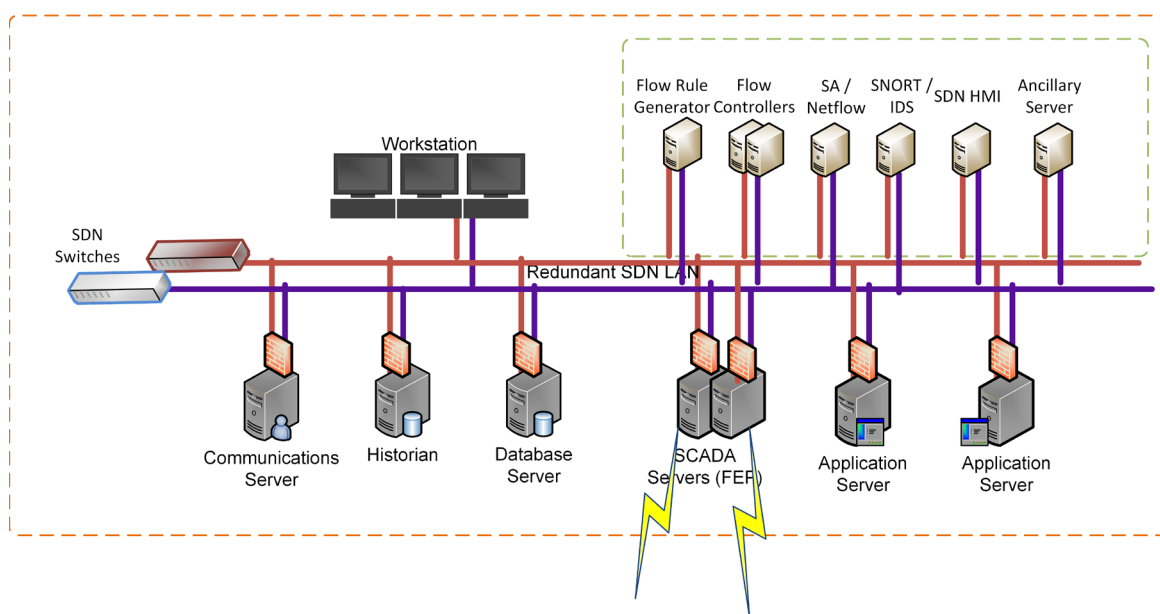 Flow Rule
Generator
Flow
Controllers
SA /
Netflow
SNORT /
IDS
SDN HMI
Ancillary
Server
Workstation
SDN
Switches
Redundant SDN LAN
Communications
Server
Historian
Database
Server
SCADA
Servers (FEP)
Application
Server
Application
Server